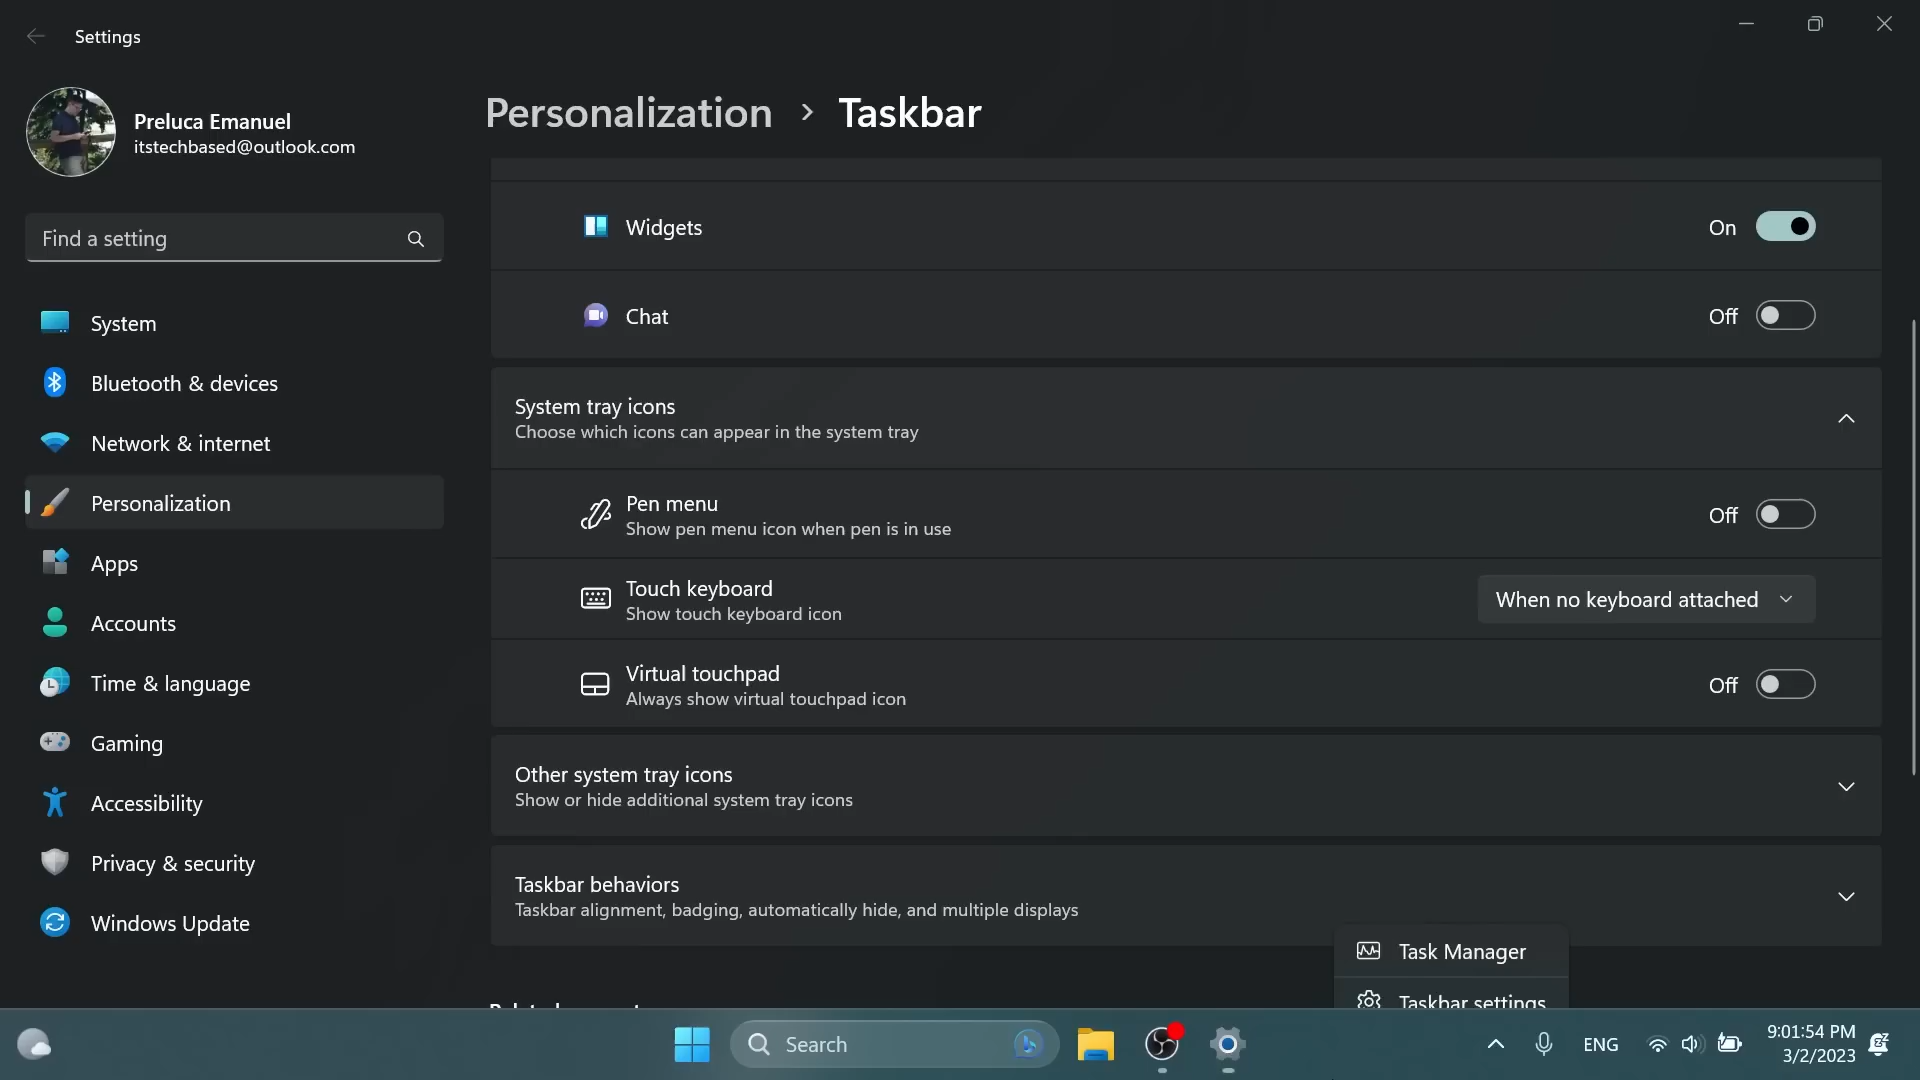 Settings
Preluca Emanuel
itstechbased@outlook.com
Find a setting
System
Bluetooth & devices
Network & internet
Personalization
Apps
Accounts
Time & language
Gaming
Accessibility
Privacy & security
Windows Update
Personalization > Taskbar
Widgets
On
Chat
Off
System tray icons
Choose which icons can appear in the system tray
Pen menu
Show pen menu icon when pen is in use
Off
Touch keyboard
Show touch keyboard icon
When no keyboard attached
Virtual touchpad
Always show virtual touchpad icon
Off
Other system tray icons
Show or hide additional system tray icons
Taskbar behaviors
Taskbar alignment, badging, automatically hide, and multiple displays
Task Manager
Taskbar settings
Search
ENG
9:01:54 PM
3/2/2023